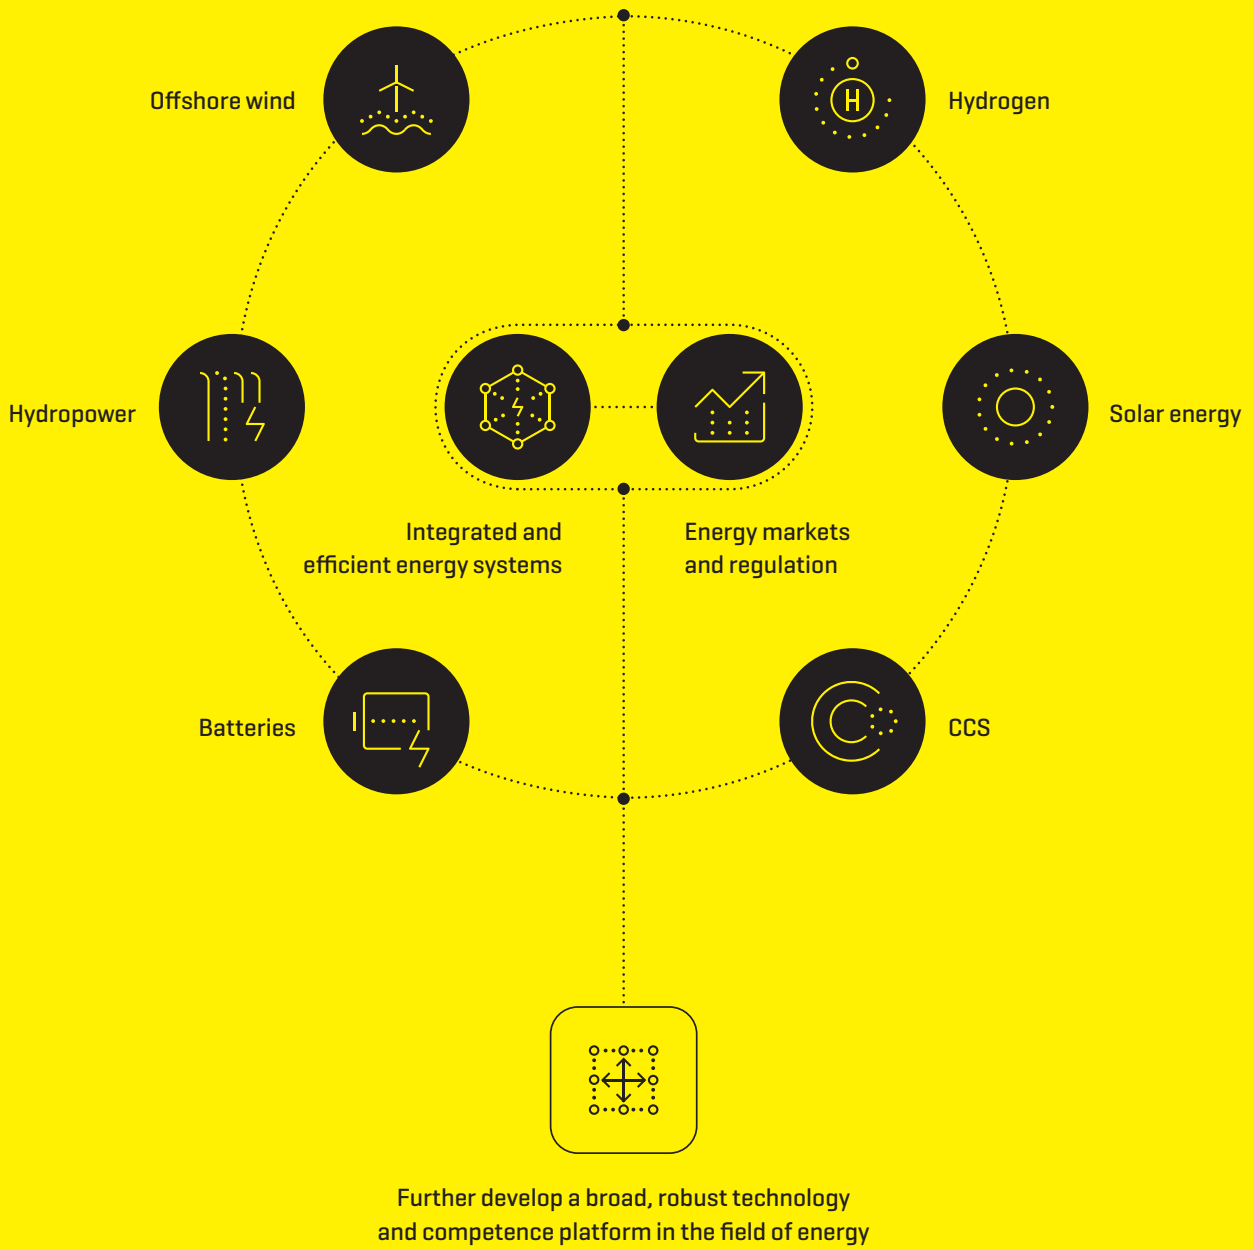 Offshore wind
H
Hydrogen
Hydropower
Solar energy
Integrated and
efficient energy systems
Energy markets
and regulation
Batteries
CCS
Further develop a broad, robust technology
and competence platform in the field of energy